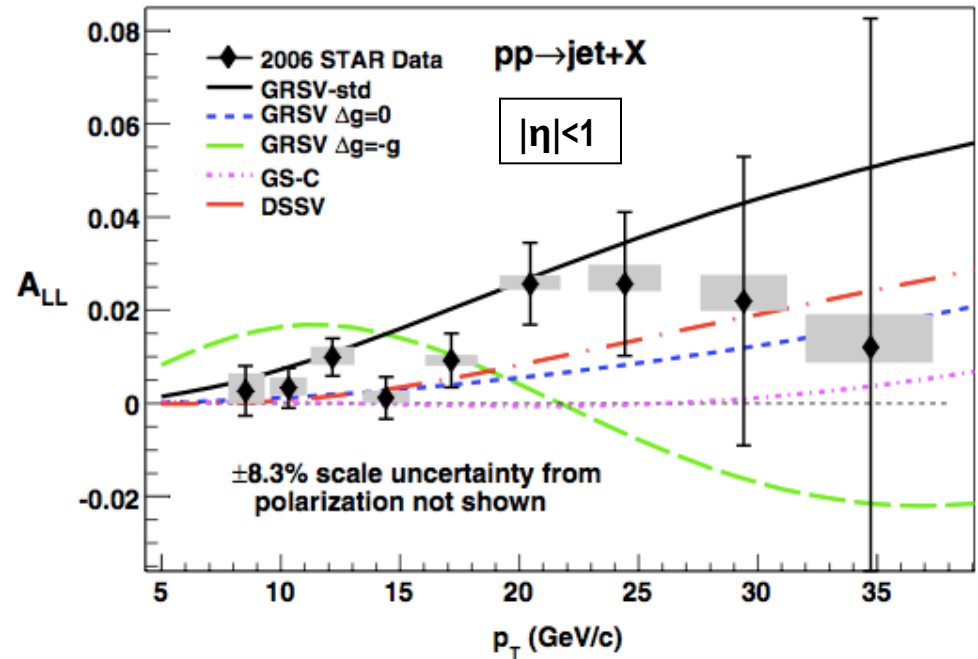 0.08
0.06
0.04
0.02
0
-0.02
A_LL
2006 STAR Data
GRSV-std
GRSV Δg=0
GRSV Δg=-g
GS-C
DSSV
pp→jet+X
|η|<1
±8.3% scale uncertainty from
polarization not shown
5 10 15 20 25 30 35
p_T (GeV/c)